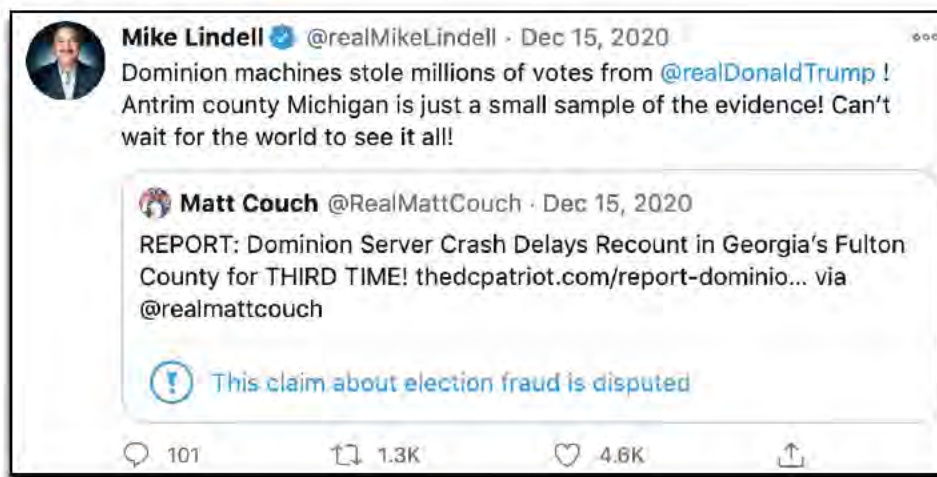 Mike Lindell @realMikeLindell · Dec 15, 2020
Dominion machines stole millions of votes from @realDonaldTrump !
Antrim county Michigan is just a small sample of the evidence! Can't
wait for the world to see it all!
Matt Couch @RealMattCouch · Dec 15, 2020
REPORT: Dominion Server Crash Delays Recount in Georgia's Fulton
County for THIRD TIME! thedcpatriot.com/report-dominio... via
@realmattcouch
This claim about election fraud is disputed
101 1.3K 4.6K